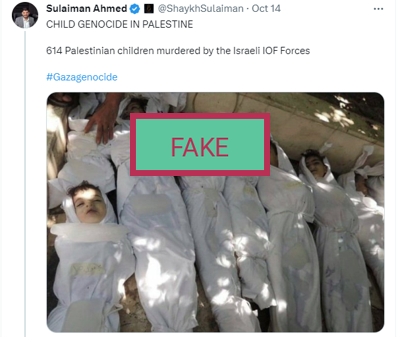 Sulaiman Ahmed @ShaykhSulaiman · Oct 14
CHILD GENOCIDE IN PALESTINE
614 Palestinian children murdered by the Israeli IOF Forces
#Gazagenocide
FAKE